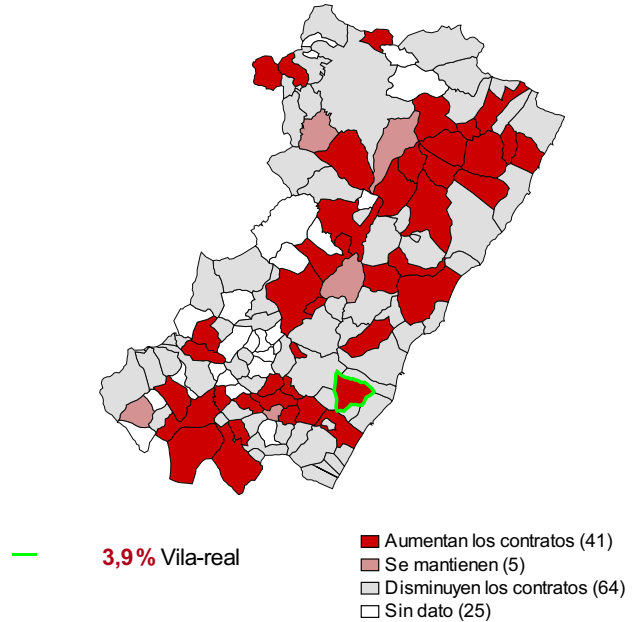 3,9% Vila-real
Aumentan los contratos (41)
Se mantienen (5)
Disminuyen los contratos (64)
Sin dato (25)